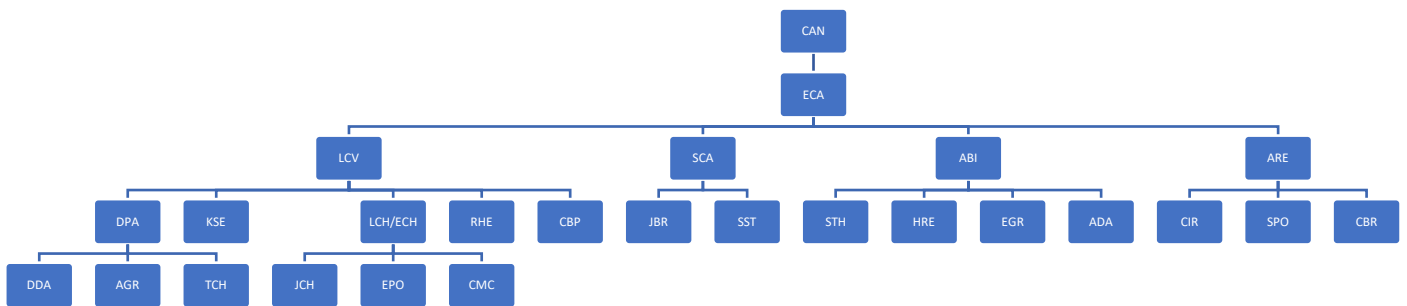 CAN
ECA
LCV
SCA
ABI
ARE
DPA
KSE
LCH/ECH
RHE
CBP
JBR
SST
STH
HRE
EGR
ADA
CIR
SPO
CBR
DDA
AGR
TCH
JCH
EPO
CMC